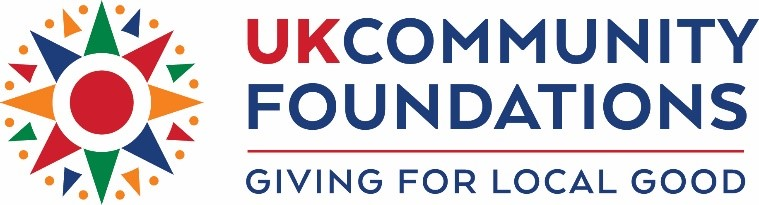 UKCOMMUNITY
FOUNDATIONS
GIVING FOR LOCAL GOOD